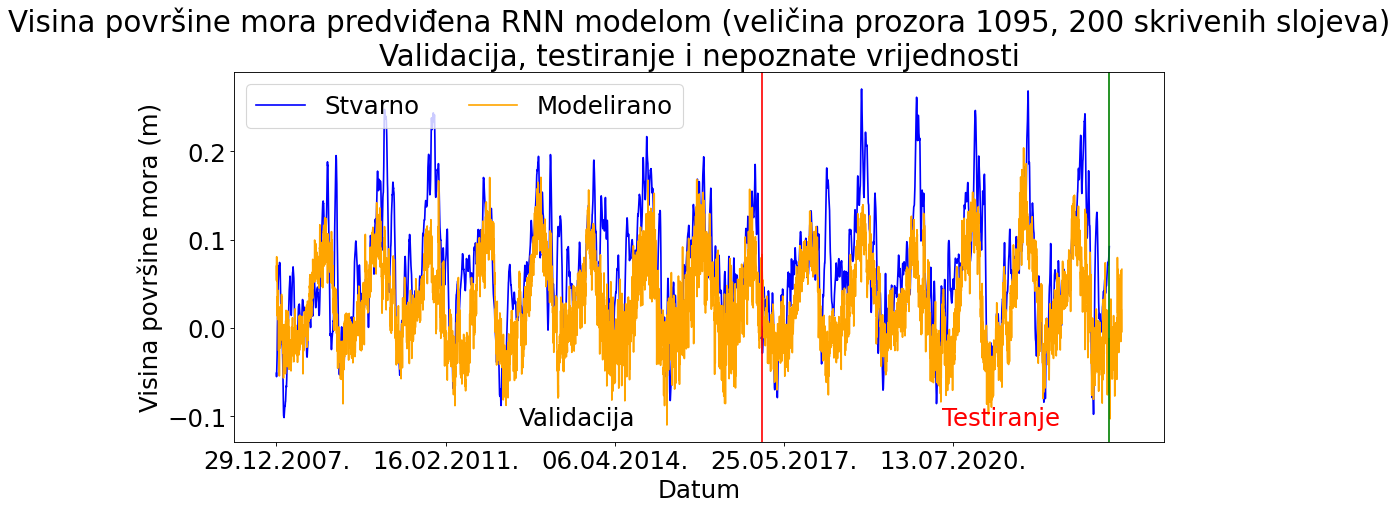 Visina površine mora predviđena RNN modelom (veličina prozora 1095, 200 skrivenih slojeva)
Validacija, testiranje i nepoznate vrijednosti
Stvarno
Modelirano
Visina površine mora (m)
0.2
0.1
0.0
−0.1
Validacija
Testiranje
29.12.2007.
16.02.2011.
06.04.2014.
25.05.2017.
13.07.2020.
Datum